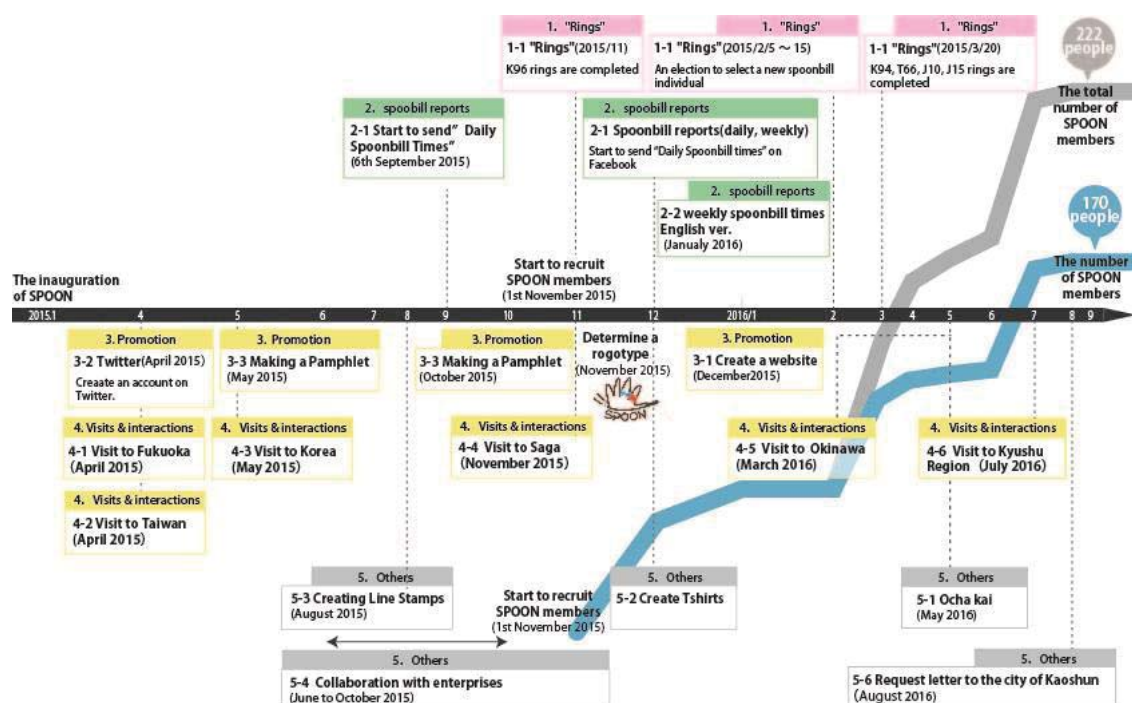 1. "Rings"
1-1 "Rings"(2015/11)
K96 rings are completed
1. "Rings"
1-1 "Rings"(2015/2/5 ～ 15)
An election to select a new spoonbill
individual
1. "Rings"
1-1 "Rings"(2015/3/20)
K94, T66, J10, J15 rings are
completed
222
people
The total
number of
SPOON
members
2. spoobill reports
2-1 Start to send" Daily
Spoonbill Times"
(6th September 2015)
2. spoobill reports
2-1 Spoonbill reports(daily, weekly)
Start to send "Daily Spoonbill times" on
Facebook
2. spoobill reports
2-2 weekly spoonbill times
English ver.
(Janualy 2016)
170
people
The number
of SPOON
members
The inauguration
of SPOON
Start to recruit
SPOON members
(1st November 2015)
2015.1 4 5 6 7 8 9 10 11 12 2016/1 2 3 4 5 6 7 8 9
3. Promotion
3-2 Twitter(April 2015)
Creaate an account on
Twitter.
3. Promotion
3-3 Making a Pamphlet
(May 2015)
3. Promotion
3-3 Making a Pamphlet
(October 2015)
Determine a
rogotype
(November 2015)
SPOON
3. Promotion
3-1 Create a website
(December2015)
4. Visits & interactions
4-1 Visit to Fukuoka
(April 2015)
4. Visits & interactions
4-3 Visit to Korea
(May 2015)
4. Visits & interactions
4-4 Visit to Saga
(November 2015)
4. Visits & interactions
4-5 Visit to Okinawa
(March 2016)
4. Visits & interactions
4-6 Visit to Kyushu
Region (July 2016)
4. Visits & interactions
4-2 Visit to Taiwan
(April 2015)
5. Others
5-3 Creating Line Stamps
(August 2015)
Start to recruit
SPOON members
(1st November 2015)
5. Others
5-2 Create Tshirts
5. Others
5-1 Ocha kai
(May 2016)
5. Others
5-4 Collaboration with enterprises
(June to October 2015)
5. Others
5-6 Request letter to the city of Kaoshun
(August 2016)